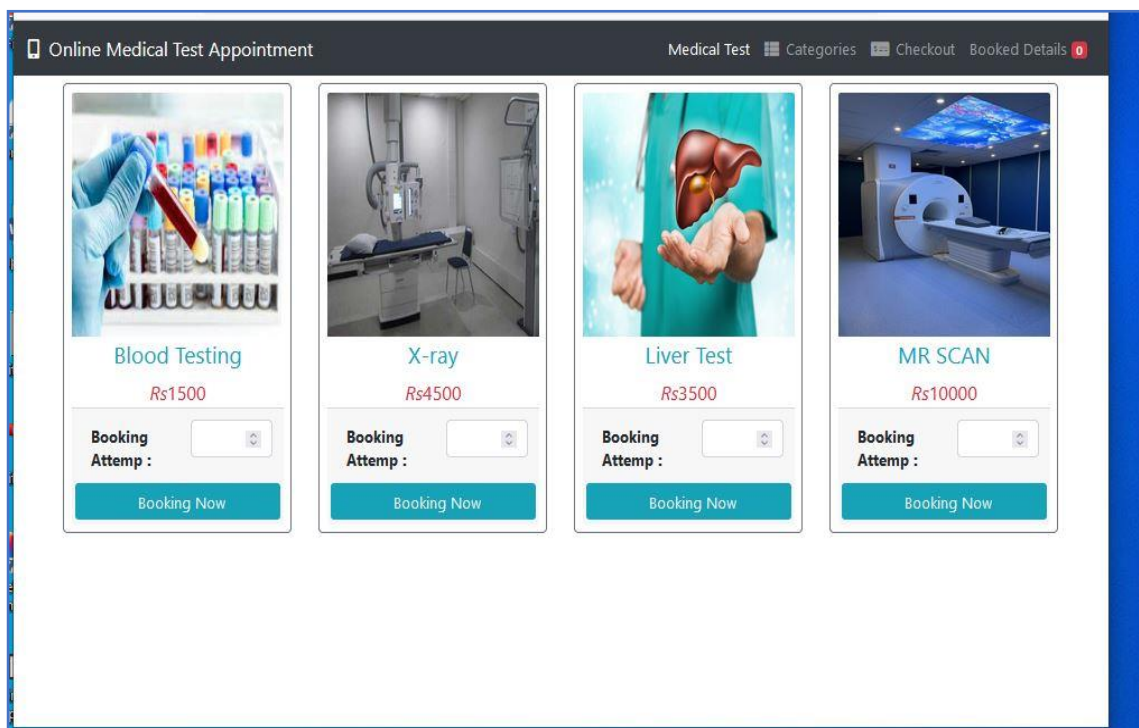 Online Medical Test Appointment
Medical Test Categories Checkout Booked Details 0
Blood Testing
Rs1500
Booking
Attemp :
Booking Now
X-ray
Rs4500
Booking
Attemp :
Booking Now
Liver Test
Rs3500
Booking
Attemp :
Booking Now
MR SCAN
Rs10000
Booking
Attemp :
Booking Now